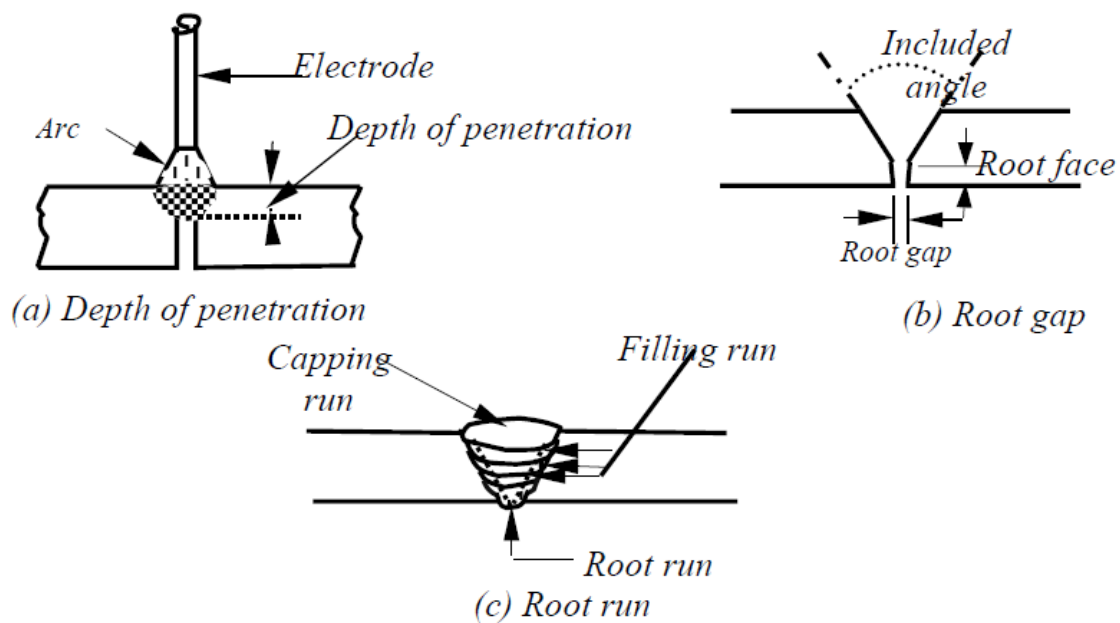 Electrode
Arc
Depth of penetration
(a) Depth of penetration
Included
angle
Root face
Root gap
(b) Root gap
Capping
run
Filling run
Root run
(c) Root run